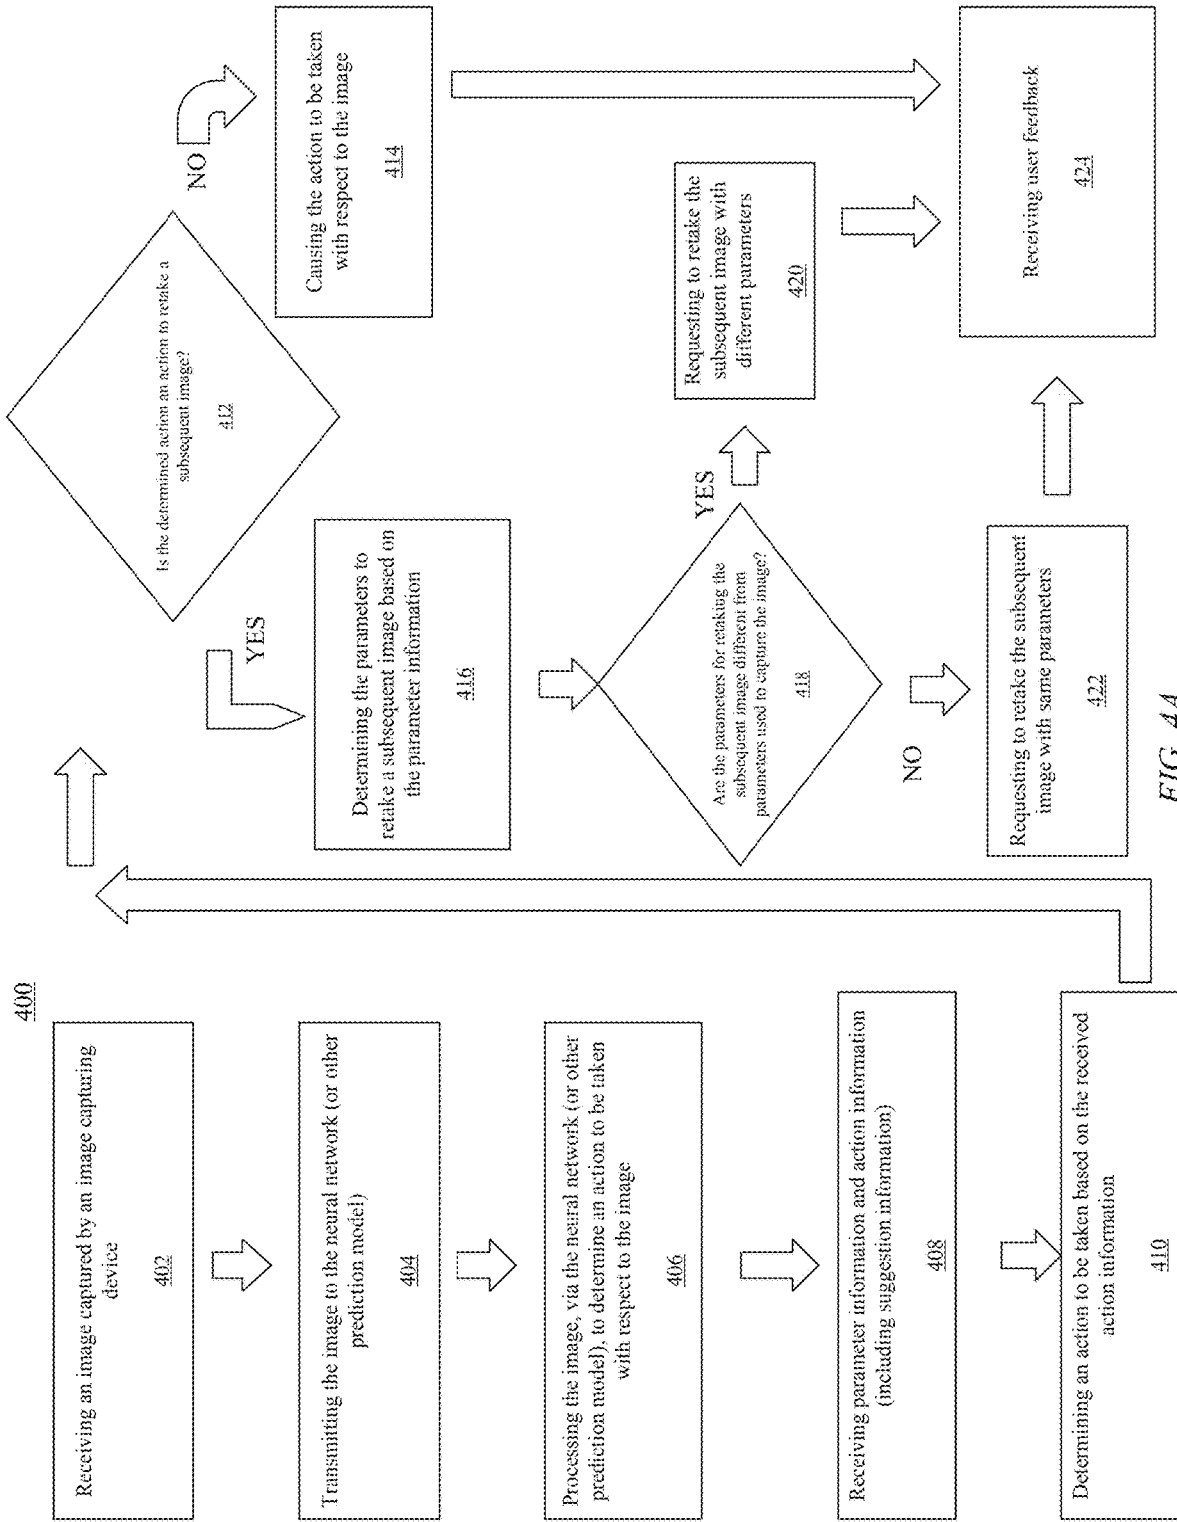 400
Receiving an image captured by an image capturing
device
402
Transmitting the image to the neural network (or other
prediction model)
404
Processing the image, via the neural network (or other
prediction model), to determine an action to be taken
with respect to the image
406
Receiving parameter information and action information
(including suggestion information)
408
Determining an action to be taken based on the received
action information
410
Is the determined action an action to retake a
subsequent image?
412
NO
Causing the action to be taken
with respect to the image
414
YES
Determining the parameters to
retake a subsequent image based on
the parameter information
416
Are the parameters for retaking the
subsequent image different from
parameters used to capture the image?
418
YES
Requesting to retake the
subsequent image with
different parameters
420
NO
Requesting to retake the subsequent
image with same parameters
422
Receiving user feedback
424
FIG. 4A